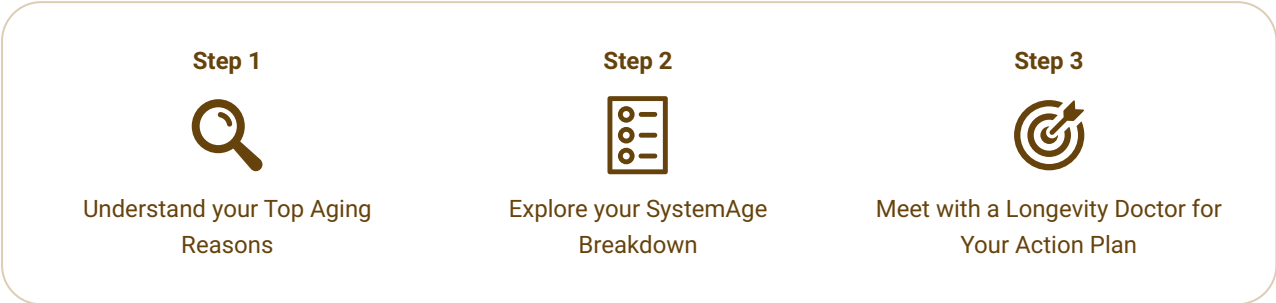 Step 1
Understand your Top Aging
Reasons
Step 2
Explore your SystemAge
Breakdown
Step 3
Meet with a Longevity Doctor for
Your Action Plan